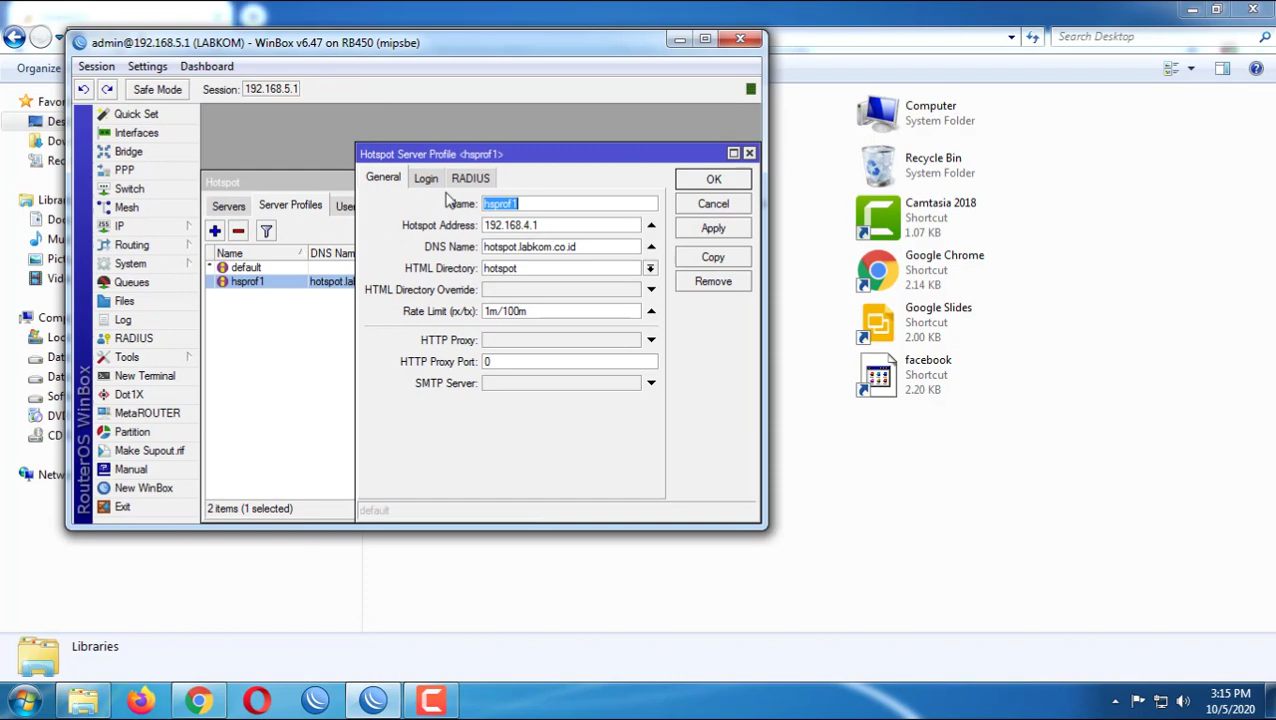 Search Desktop
Organize
admin@192.168.5.1 (LABKOM) - WinBox v6.47 on RB450 (mipsbe)
Session Settings Dashboard
Safe Mode Session: 192.168.5.1
Quick Set
Interfaces
Bridge
PPP
Switch
Mesh
IP
Routing
System
Queues
Files
Log
RADIUS
Tools
New Terminal
Dot1X
MetaROUTER
Partition
Make Supout.rif
Manual
New WinBox
Exit
RouterOS WinBox
Hotspot
Servers Server Profiles
Name DNS Nam
default
hsprof1 hotspot.la
2 items (1 selected)
Hotspot Server Profile <hsprof1>
General Login RADIUS
Name: hsprof1
Hotspot Address: 192.168.4.1
DNS Name: hotspot.labkom.co.id
HTML Directory: hotspot
HTML Directory Override:
Rate Limit (rx/tx): 1m/100m
HTTP Proxy:
HTTP Proxy Port: 0
SMTP Server:
default
OK
Cancel
Apply
Copy
Remove
Computer
System Folder
Recycle Bin
System Folder
Camtasia 2018
Shortcut
1.07 KB
Google Chrome
Shortcut
2.14 KB
Google Slides
Shortcut
2.00 KB
facebook
Shortcut
2.20 KB
Libraries
3:15 PM
10/5/2020